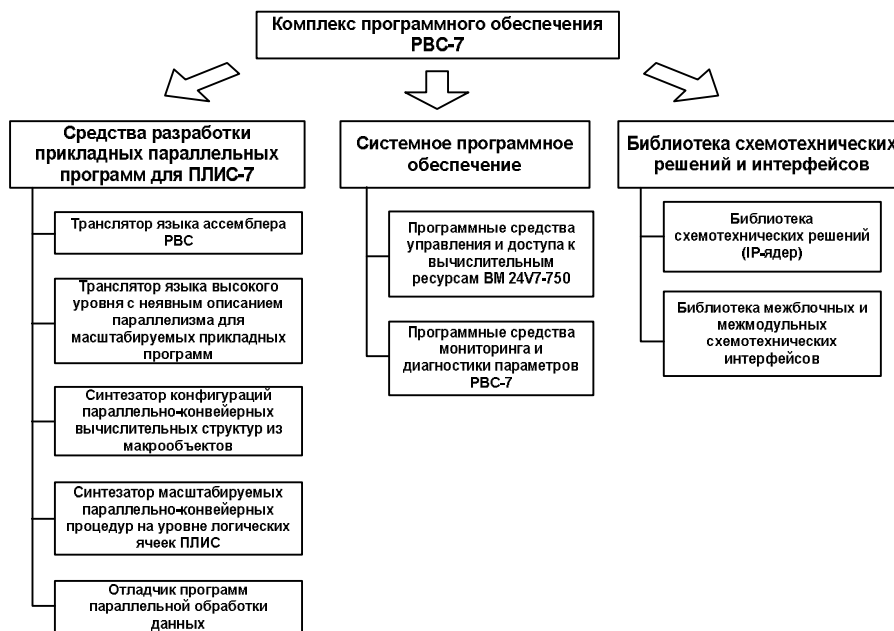 Комплекс программного обеспечения
РВС-7
Средства разработки
прикладных параллельных
программ для ПЛИС-7
Транслятор языка ассемблера
РВС
Транслятор языка высокого
уровня с неявным описанием
параллелизма для
масштабируемых прикладных
программ
Синтезатор конфигураций
параллельно-конвейерных
вычислительных структур из
макрообъектов
Синтезатор масштабируемых
параллельно-конвейерных
процедур на уровне логических
ячеек ПЛИС
Отладчик программ
параллельной обработки
данных
Системное программное
обеспечение
Программные средства
управления и доступа к
вычислительным
ресурсам ВМ 24V7-750
Программные средства
мониторинга и
диагностики параметров
РВС-7
Библиотека схемотехнических
решений и интерфейсов
Библиотека
схемотехнических решений
(IP-ядер)
Библиотека межблочных и
межмодульных
схемотехнических
интерфейсов